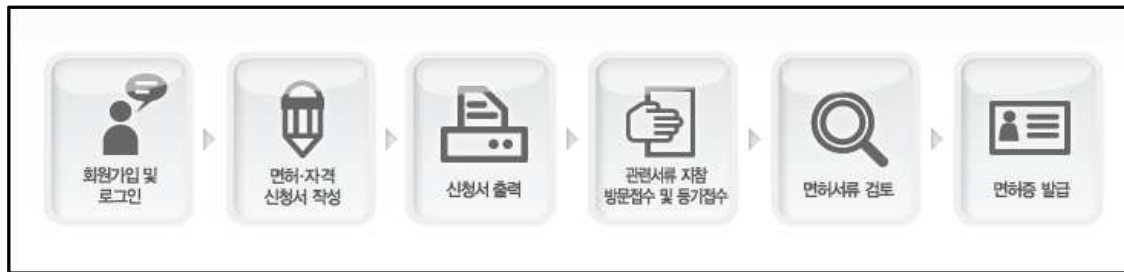 회원가입 및
로그인
면허·자격
신청서 작성
신청서 출력
관련서류 지참
방문접수 및 등기접수
면허서류 검토
면허증 발급